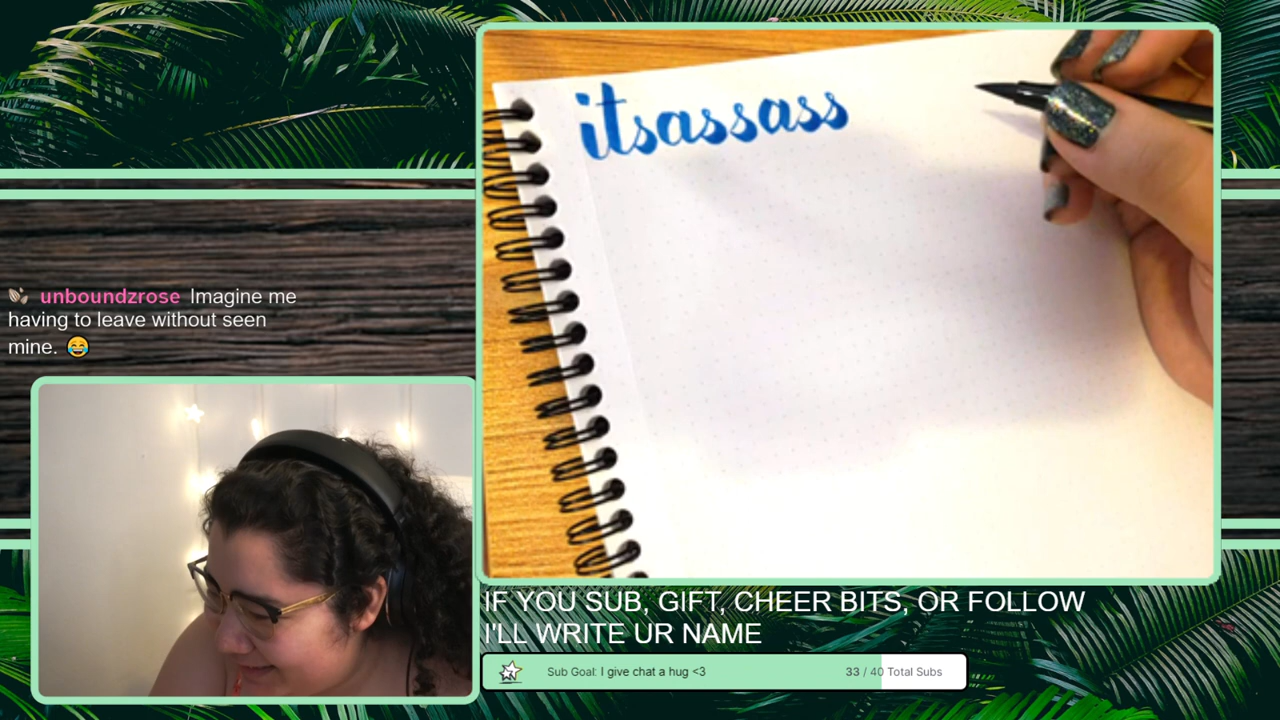 itsassass
unboundzrose Imagine me
having to leave without seen
mine. 😂
IF YOU SUB, GIFT, CHEER BITS, OR FOLLOW
I'LL WRITE UR NAME
Sub Goal: I give chat a hug <3 33 / 40 Total Subs